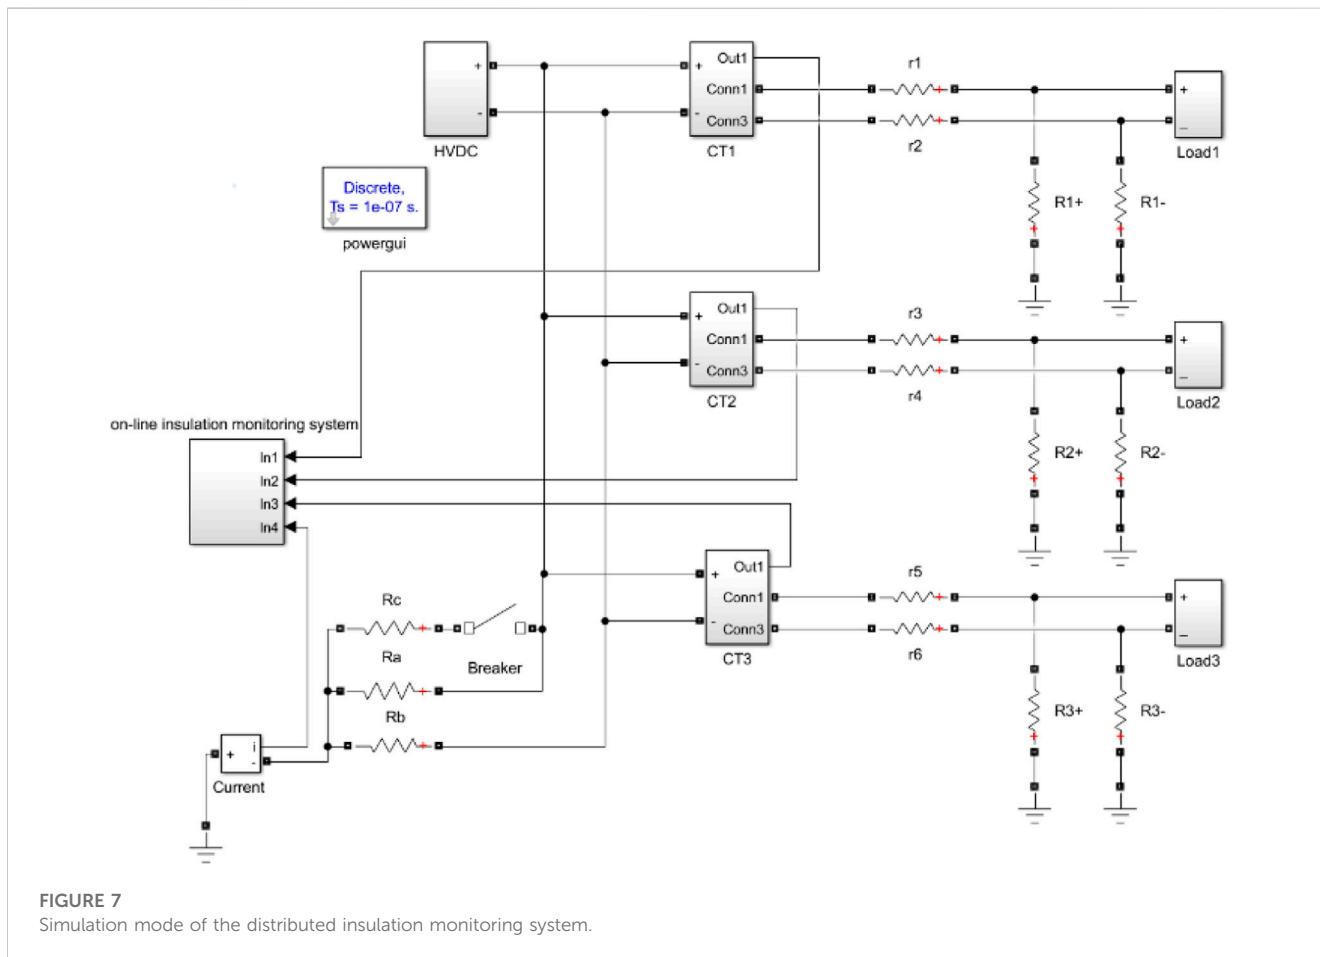 HVDC
+
-
Discrete,
Ts = 1e-07 s.
powergui
+
-
Out1
Conn1
Conn3
CT1
r1
r2
+
_
Load1
R1+
R1-
+
-
Out1
Conn1
Conn3
CT2
r3
r4
+
_
Load2
R2+
R2-
on-line insulation monitoring system
In1
In2
In3
In4
+
-
Out1
Conn1
Conn3
CT3
r5
r6
+
_
Load3
R3+
R3-
Rc
Ra
Breaker
Rb
+
i
-
Current
FIGURE 7
Simulation mode of the distributed insulation monitoring system.